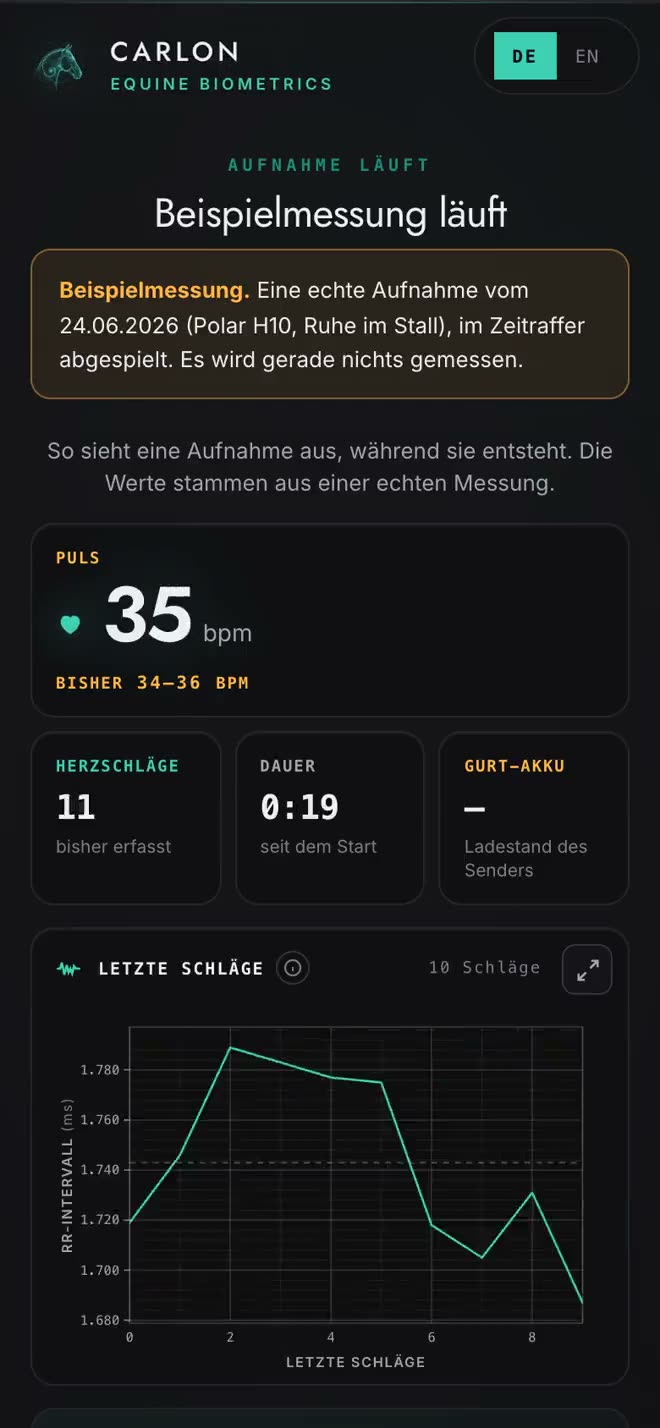 CARLON
EQUINE BIOMETRICS
DE EN
AUFNAHME LÄUFT
Beispielmessung läuft
Beispielmessung. Eine echte Aufnahme vom
24.06.2026 (Polar H10, Ruhe im Stall), im Zeitraffer
abgespielt. Es wird gerade nichts gemessen.
So sieht eine Aufnahme aus, während sie entsteht. Die
Werte stammen aus einer echten Messung.
PULS
35 bpm
BISHER 34–36 BPM
HERZSCHLÄGE
11
bisher erfasst
DAUER
0:19
seit dem Start
GURT-AKKU
–
Ladestand des
Senders
LETZTE SCHLÄGE
10 Schläge
RR-INTERVALL (ms)
1.780
1.760
1.740
1.720
1.700
1.680
0 2 4 6 8
LETZTE SCHLÄGE